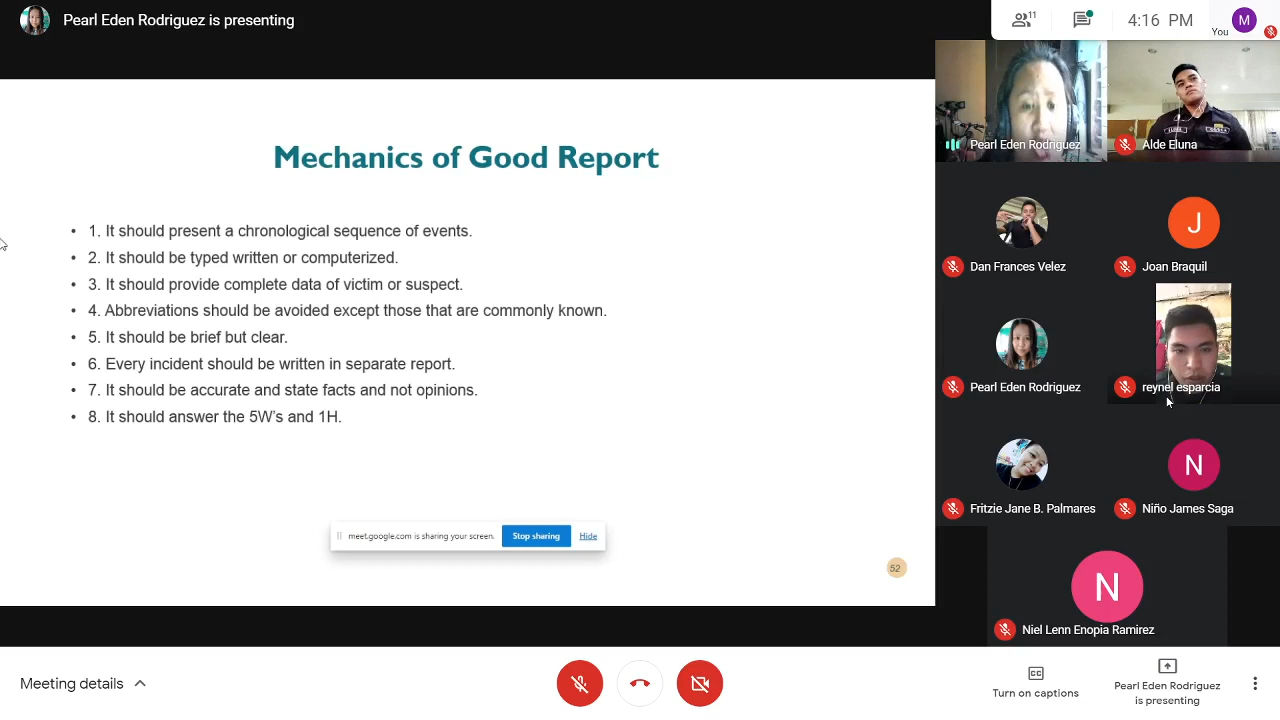 Pearl Eden Rodriguez is presenting
11
4:16 PM
You
M
Mechanics of Good Report
• 1. It should present a chronological sequence of events.
• 2. It should be typed written or computerized.
• 3. It should provide complete data of victim or suspect.
• 4. Abbreviations should be avoided except those that are commonly known.
• 5. It should be brief but clear.
• 6. Every incident should be written in separate report.
• 7. It should be accurate and state facts and not opinions.
• 8. It should answer the 5W's and 1H.
meet.google.com is sharing your screen. Stop sharing Hide
52
Pearl Eden Rodriguez
Alde Eluna
Dan Frances Velez
J
Joan Braquil
Pearl Eden Rodriguez
reynel esparcia
Fritzie Jane B. Palmares
N
Niño James Saga
N
Niel Lenn Enopia Ramirez
Meeting details
CC
Turn on captions
Pearl Eden Rodriguez
is presenting